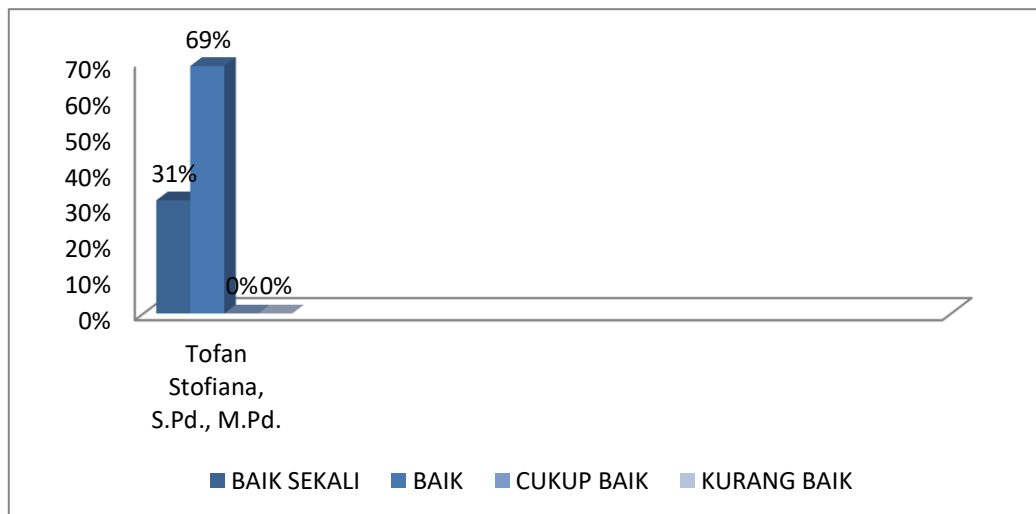 69%
70%
60%
50%
40%
31%
30%
20%
10%
0% 0%
0%
Tofan
Stofiana,
S.Pd., M.Pd.
BAIK SEKALI BAIK CUKUP BAIK KURANG BAIK